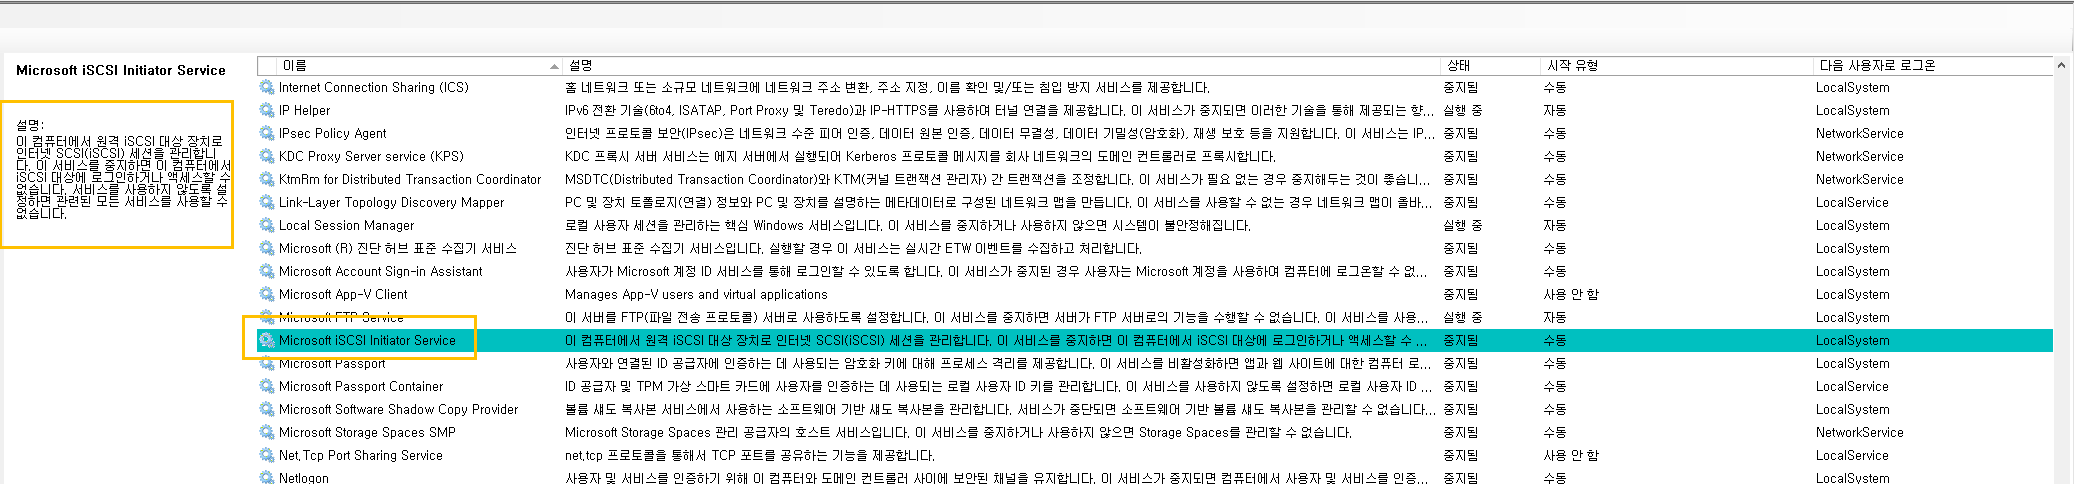 Microsoft iSCSI Initiator Service
설명:
이 컴퓨터에서 원격 iSCSI 대상 장치로
인터넷 SCSI(iSCSI) 세션을 관리합니
다. 이 서비스를 중지하면 이 컴퓨터에서
iSCSI 대상에 로그인하거나 액세스할 수
없습니다. 서비스를 사용하지 않도록 설
정하면 관련된 모든 서비스를 사용할 수
없습니다.
이름 설명 상태 시작 유형 다음 사용자로 로그온
Internet Connection Sharing (ICS) 홈 네트워크 또는 소규모 네트워크에 네트워크 주소 변환, 주소 지정, 이름 확인 및/또는 침입 방지 서비스를 제공합니다. 중지됨 수동 LocalSystem
IP Helper IPv6 전환 기술(6to4, ISATAP, Port Proxy 및 Teredo)과 IP-HTTPS를 사용하여 터널 연결을 제공합니다. 이 서비스가 중지되면 이러한 기술을 통해 제공되는 향... 실행 중 자동 LocalSystem
IPsec Policy Agent 인터넷 프로토콜 보안(IPsec)은 네트워크 수준 피어 인증, 데이터 원본 인증, 데이터 무결성, 데이터 기밀성(암호화), 재생 보호 등을 지원합니다. 이 서비스는 IP... 중지됨 수동 NetworkService
KDC Proxy Server service (KPS) KDC 프록시 서버 서비스는 에지 서버에서 실행되어 Kerberos 프로토콜 메시지를 회사 네트워크의 도메인 컨트롤러로 프록시합니다. 중지됨 수동 NetworkService
KtmRm for Distributed Transaction Coordinator MSDTC(Distributed Transaction Coordinator)와 KTM(커널 트랜잭션 관리자) 간 트랜잭션을 조정합니다. 이 서비스가 필요 없는 경우 중지해두는 것이 좋습니... 중지됨 수동 NetworkService
Link-Layer Topology Discovery Mapper PC 및 장치 토폴로지(연결) 정보와 PC 및 장치를 설명하는 메타데이터로 구성된 네트워크 맵을 만듭니다. 이 서비스를 사용할 수 없는 경우 네트워크 맵이 올바... 중지됨 수동 LocalService
Local Session Manager 로컬 사용자 세션을 관리하는 핵심 Windows 서비스입니다. 이 서비스를 중지하거나 사용하지 않으면 시스템이 불안정해집니다. 실행 중 자동 LocalSystem
Microsoft (R) 진단 허브 표준 수집기 서비스 진단 허브 표준 수집기 서비스입니다. 실행할 경우 이 서비스는 실시간 ETW 이벤트를 수집하고 처리합니다. 중지됨 수동 LocalSystem
Microsoft Account Sign-in Assistant 사용자가 Microsoft 계정 ID 서비스를 통해 로그인할 수 있도록 합니다. 이 서비스가 중지된 경우 사용자는 Microsoft 계정을 사용하여 컴퓨터에 로그온할 수 없... 중지됨 수동 LocalSystem
Microsoft App-V Client Manages App-V users and virtual applications 중지됨 사용 안 함 LocalSystem
Microsoft FTP Service 이 서버를 FTP(파일 전송 프로토콜) 서버로 사용하도록 설정합니다. 이 서비스를 중지하면 서버가 FTP 서버로의 기능을 수행할 수 없습니다. 이 서비스를 사용... 실행 중 자동 LocalSystem
Microsoft iSCSI Initiator Service 이 컴퓨터에서 원격 iSCSI 대상 장치로 인터넷 SCSI(iSCSI) 세션을 관리합니다. 이 서비스를 중지하면 이 컴퓨터에서 iSCSI 대상에 로그인하거나 액세스할 수 ... 중지됨 수동 LocalSystem
Microsoft Passport 사용자와 연결된 ID 공급자에 인증하는 데 사용되는 암호화 키에 대해 프로세스 격리를 제공합니다. 이 서비스를 비활성화하면 앱과 웹 사이트에 대한 컴퓨터 로... 중지됨 수동 LocalSystem
Microsoft Passport Container ID 공급자 및 TPM 가상 스마트 카드에 사용자를 인증하는 데 사용되는 로컬 사용자 ID 키를 관리합니다. 이 서비스를 사용하지 않도록 설정하면 로컬 사용자 ID ... 중지됨 수동 LocalService
Microsoft Software Shadow Copy Provider 볼륨 섀도 복사본 서비스에서 사용하는 소프트웨어 기반 섀도 복사본을 관리합니다. 서비스가 중단되면 소프트웨어 기반 볼륨 섀도 복사본을 관리할 수 없습니다... 중지됨 수동 LocalSystem
Microsoft Storage Spaces SMP Microsoft Storage Spaces 관리 공급자의 호스트 서비스입니다. 이 서비스를 중지하거나 사용하지 않으면 Storage Spaces를 관리할 수 없습니다. 중지됨 수동 NetworkService
Net.Tcp Port Sharing Service net.tcp 프로토콜을 통해서 TCP 포트를 공유하는 기능을 제공합니다. 중지됨 사용 안 함 LocalService
Netlogon 사용자 및 서비스를 인증하기 위해 이 컴퓨터와 도메인 컨트롤러 사이에 보안된 채널을 유지합니다. 이 서비스가 중지되면 컴퓨터에서 사용자 및 서비스를 인증... 중지됨 수동 LocalSystem